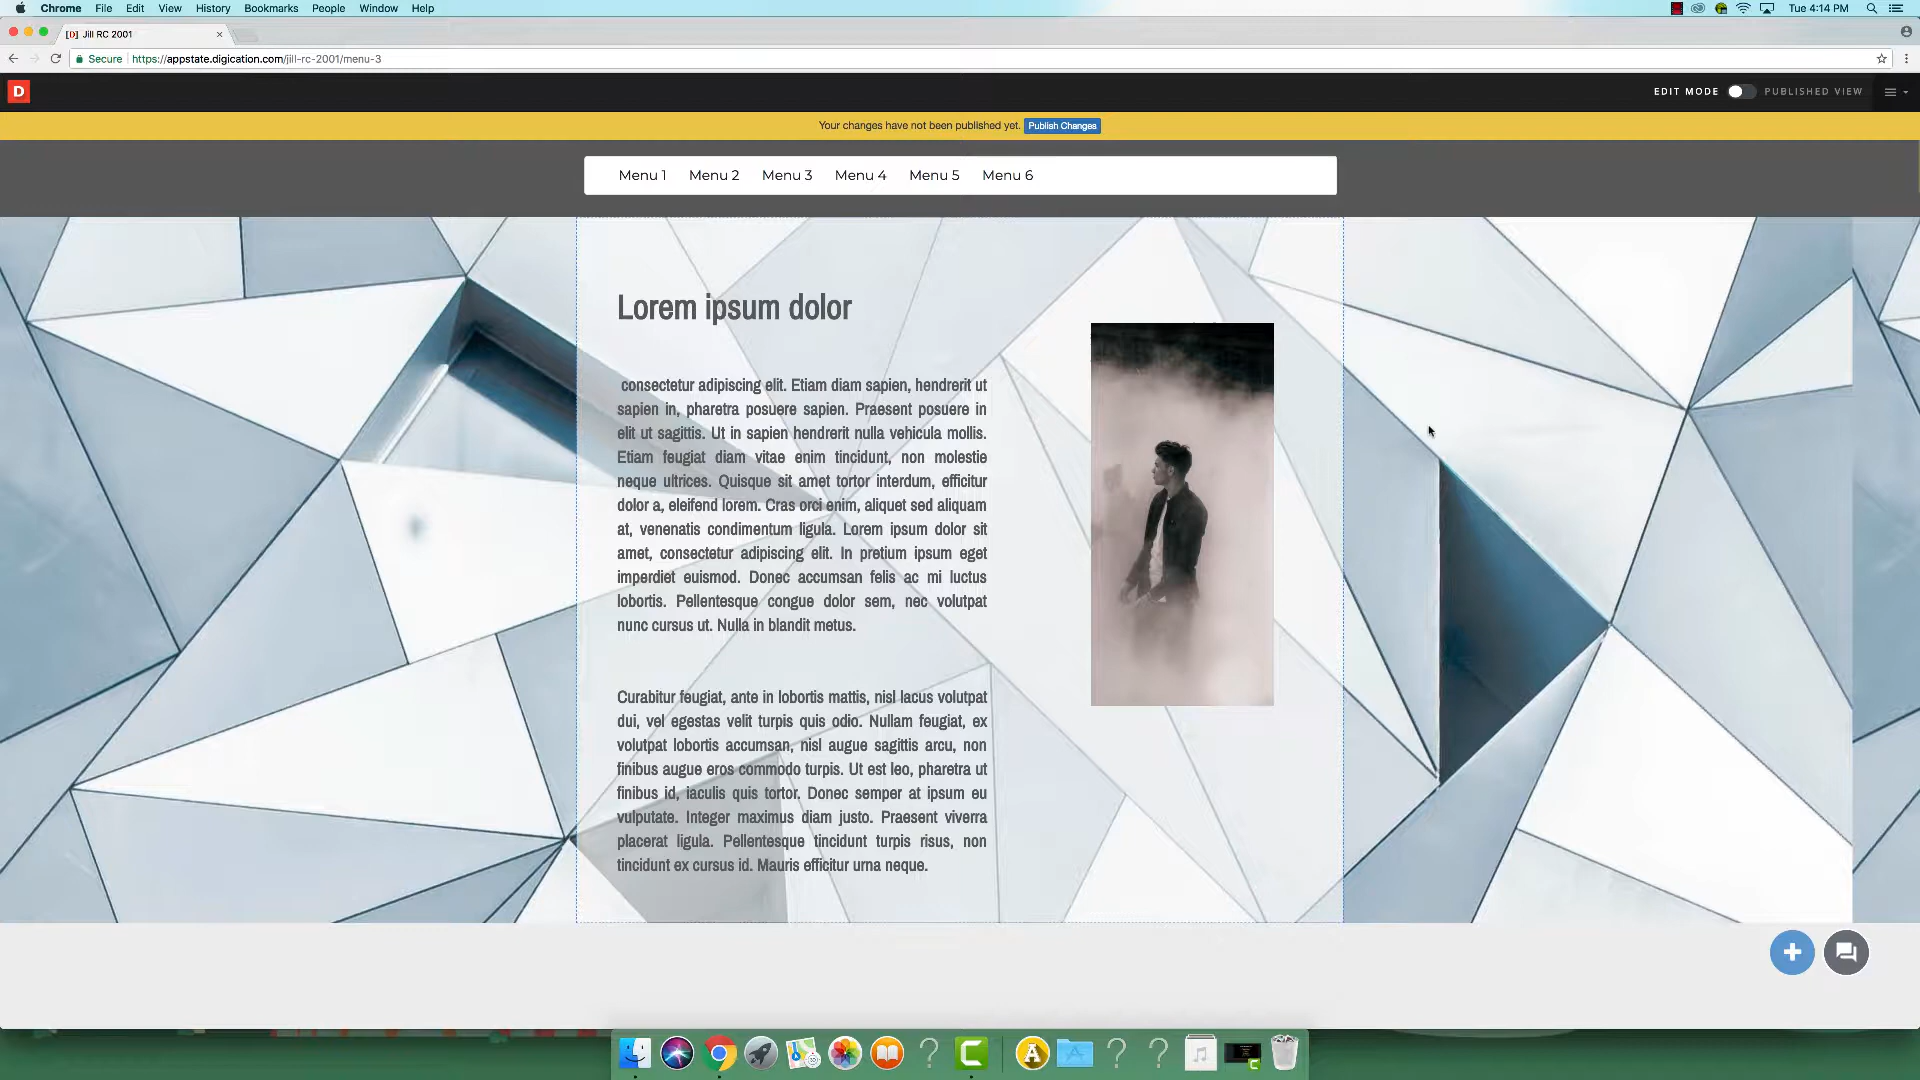 Chrome File Edit View History Bookmarks People Window Help Tue 4:14 PM
[D] Jill RC 2001
Secure https://appstate.digication.com/jill-rc-2001/menu-3
D EDIT MODE PUBLISHED VIEW
Your changes have not been published yet. Publish Changes
Menu 1 Menu 2 Menu 3 Menu 4 Menu 5 Menu 6
Lorem ipsum dolor
consectetur adipiscing elit. Etiam diam sapien, hendrerit ut
sapien in, pharetra posuere sapien. Praesent posuere in
elit ut sagittis. Ut in sapien hendrerit nulla vehicula mollis.
Etiam feugiat diam vitae enim tincidunt, non molestie
neque ultrices. Quisque sit amet tortor interdum, efficitur
dolor a, eleifend lorem. Cras orci enim, aliquet sed aliquam
at, venenatis condimentum ligula. Lorem ipsum dolor sit
amet, consectetur adipiscing elit. In pretium ipsum eget
imperdiet euismod. Donec accumsan felis ac mi luctus
lobortis. Pellentesque congue dolor sem, nec volutpat
nunc cursus ut. Nulla in blandit metus.
Curabitur feugiat, ante in lobortis mattis, nisl lacus volutpat
dui, vel egestas velit turpis quis odio. Nullam feugiat, ex
volutpat lobortis accumsan, nisl augue sagittis arcu, non
finibus augue eros commodo turpis. Ut est leo, pharetra ut
finibus id, iaculis quis tortor. Donec semper at ipsum eu
vulputate. Integer maximus diam justo. Praesent viverra
placerat ligula. Pellentesque tincidunt turpis risus, non
tincidunt ex cursus id. Mauris efficitur urna neque.